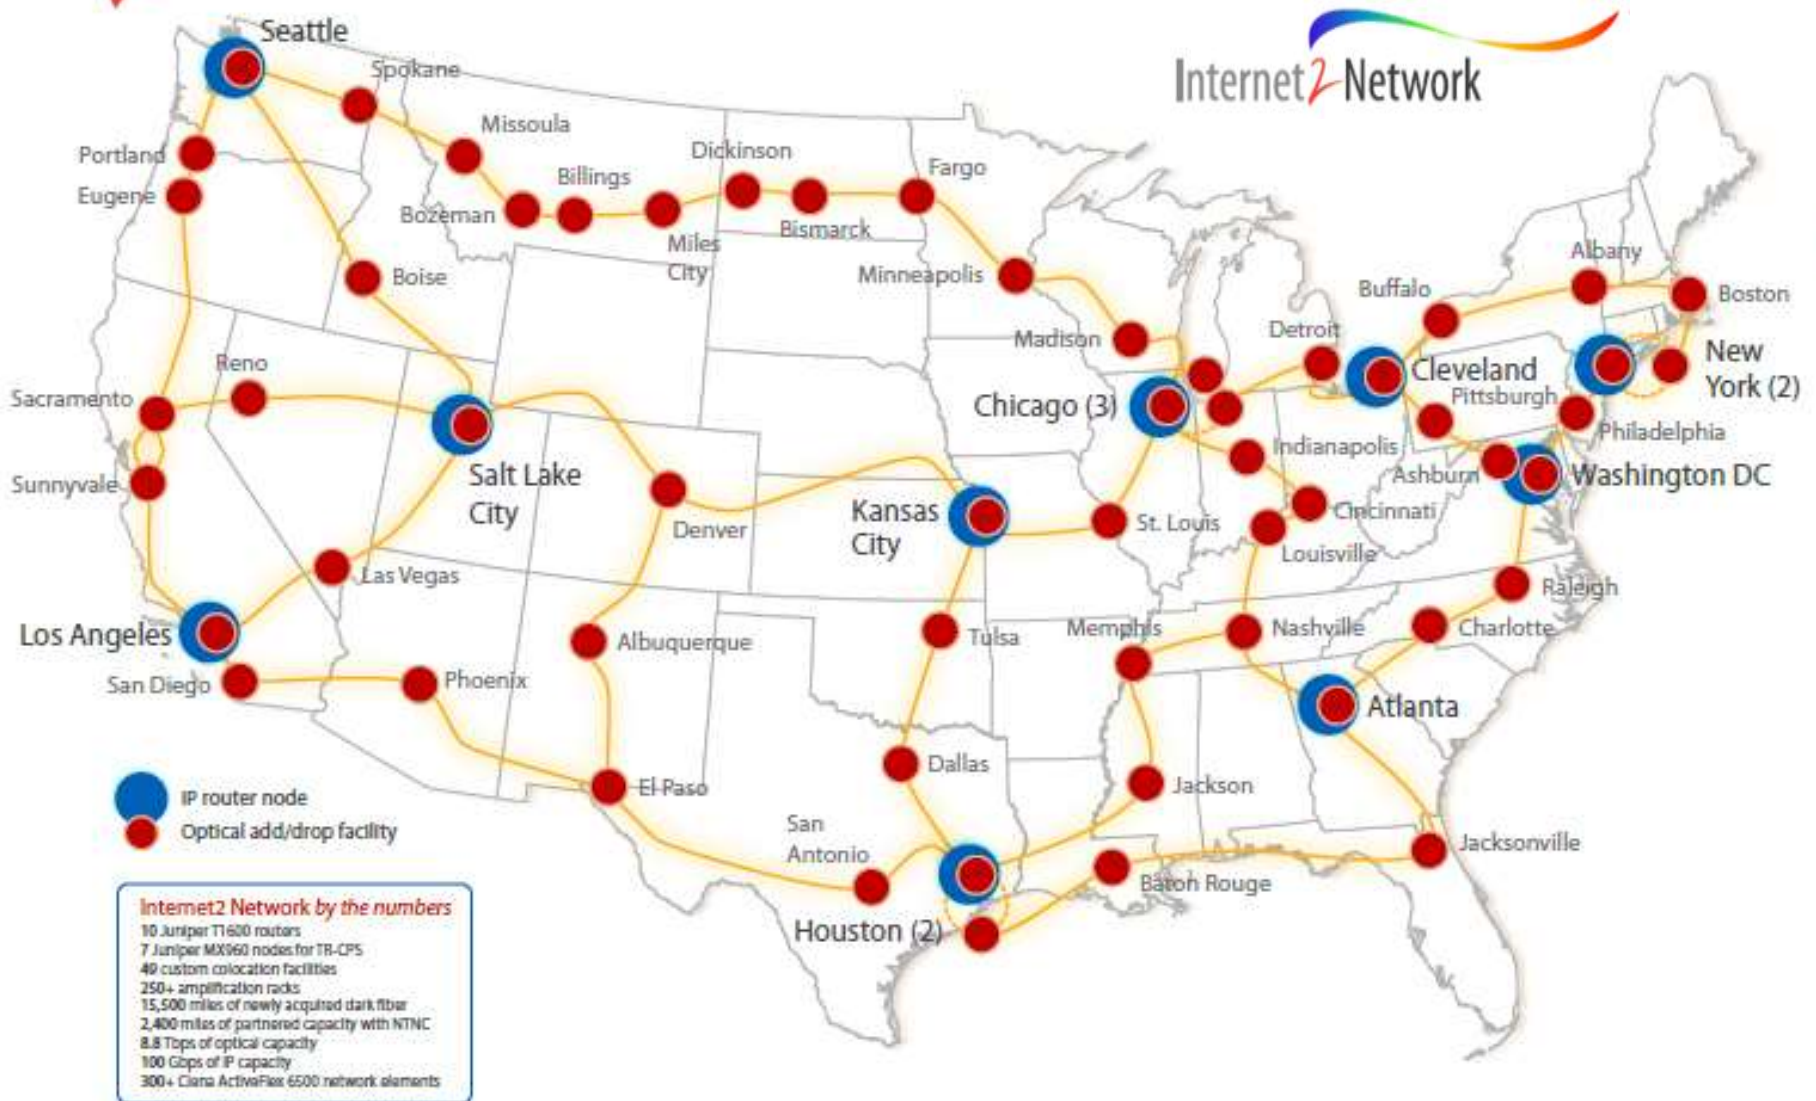 Internet2 Network
Seattle
Spokane
Missoula
Portland
Eugene
Billings
Bozeman
Dickinson
Fargo
Miles
City
Bismarck
Boise
Minneapolis
Albany
Buffalo
Boston
Madison
Detroit
Reno
Cleveland
New
York (2)
Pittsburgh
Sacramento
Chicago (3)
Philadelphia
Indianapolis
Ashburn
Washington DC
Sunnyvale
Salt Lake
City
Denver
Kansas
City
St. Louis
Cincinnati
Louisville
Las Vegas
Raleigh
Los Angeles
Albuquerque
Tulsa
Memphis
Nashville
Charlotte
San Diego
Phoenix
Atlanta
Dallas
El Paso
Jackson
San
Antonio
Jacksonville
Baton Rouge
Houston (2)
IP router node
Optical add/drop facility
Internet2 Network by the numbers
10 Juniper T1600 routers
7 Juniper MX960 nodes for TR-CPS
49 custom colocation facilities
250+ amplification racks
15,500 miles of newly acquired dark fiber
2,400 miles of partnered capacity with NTNC
8.8 Tbps of optical capacity
100 Gbps of IP capacity
300+ Ciena ActiveFlex 6500 network elements